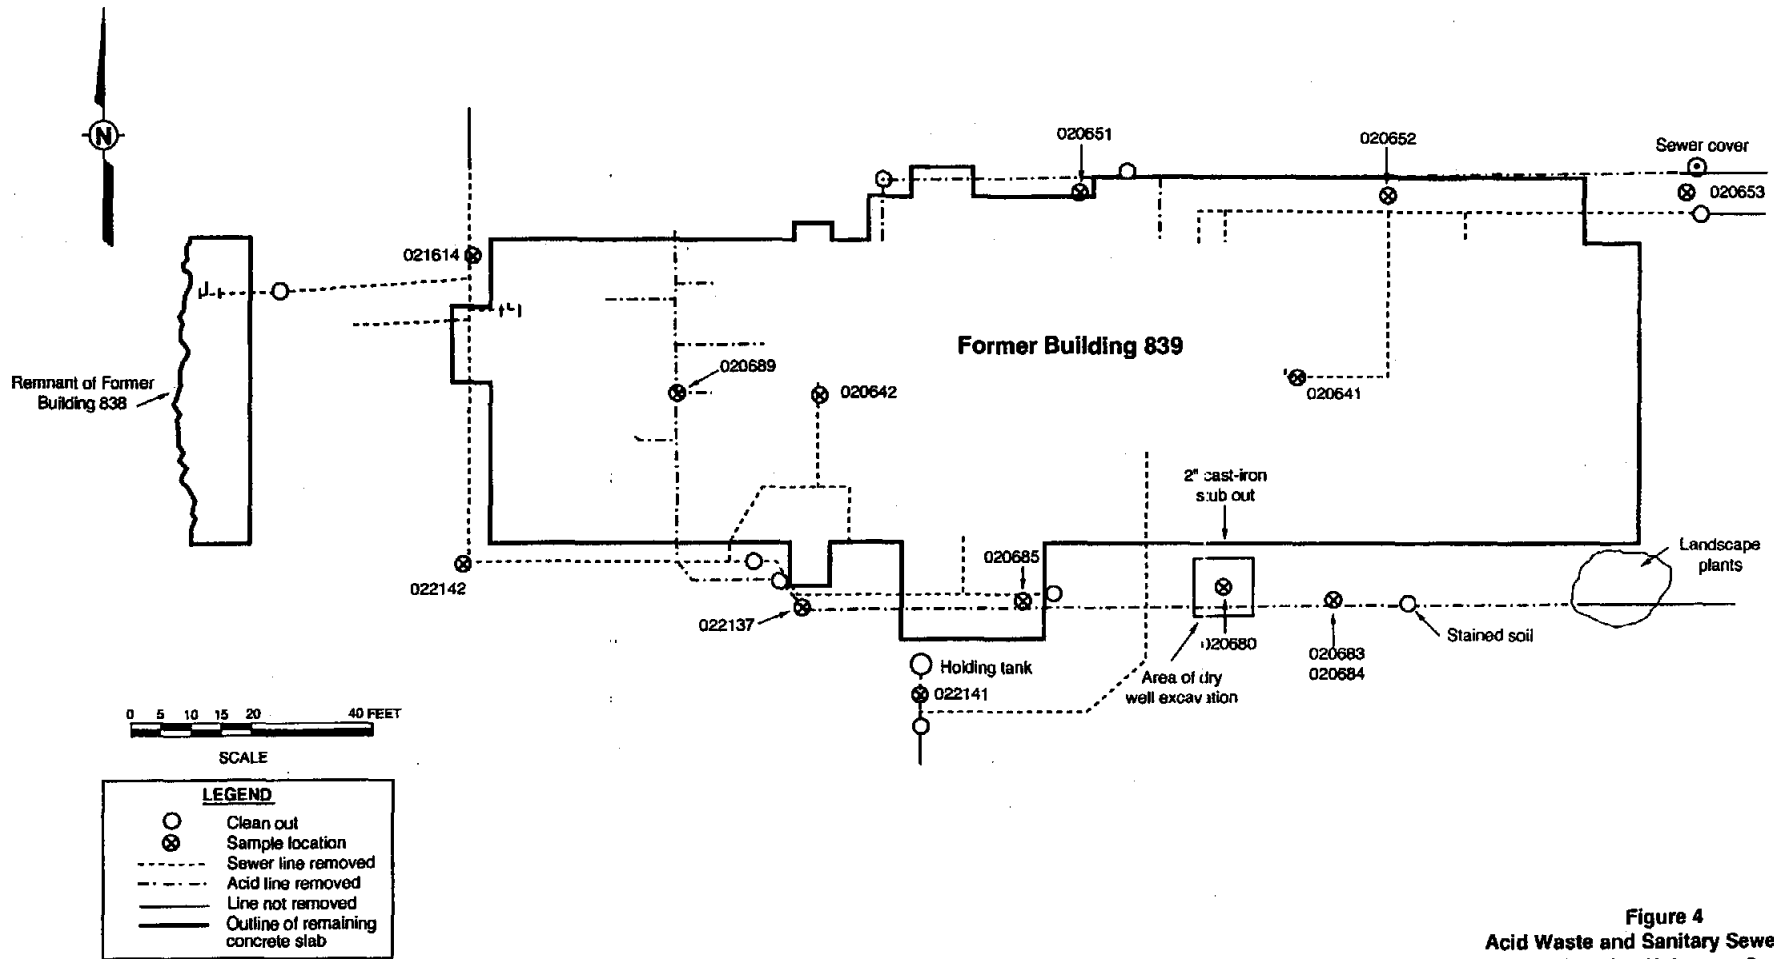 N
020651
020652
Sewer cover
020653
021614
Former Building 839
020689
020642
020641
Remnant of Former
Building 838
2" cast-iron
stub out
020685
Landscape
plants
022142
022137
020680
Stained soil
020683
020684
Holding tank
022141
Area of dry
well excavation
0 5 10 15 20 40 FEET
SCALE
LEGEND
Clean out
Sample location
Sewer line removed
Acid line removed
Line not removed
Outline of remaining
concrete slab
Figure 4
Acid Waste and Sanitary Sewe